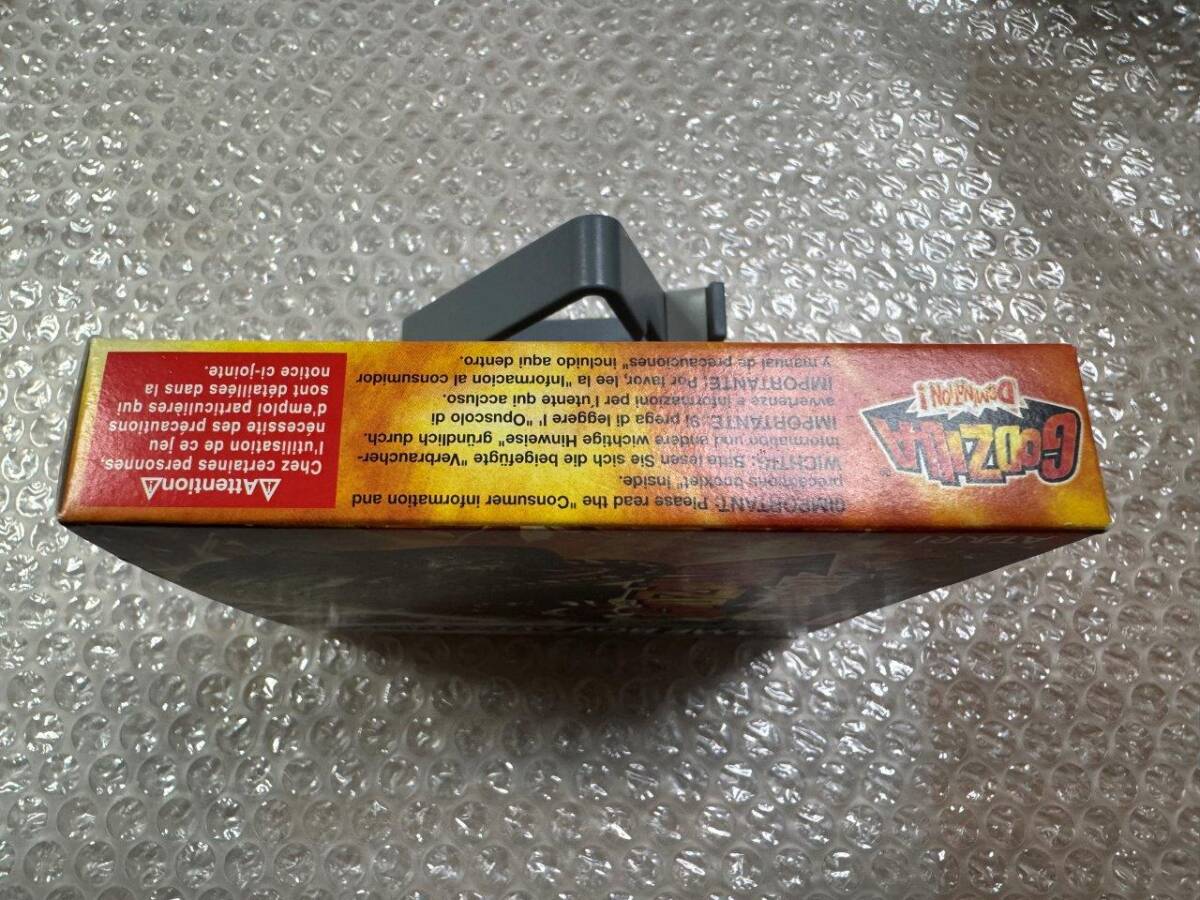 GODZILLA
DOMINATION!
IMPORTANT: Please read the "Consumer information and
precautions booklet" inside.
WICHTIG: Bitte lesen Sie sich die beigefügte "Verbraucher-
information und andere wichtige Hinweise" gründlich durch.
IMPORTANTE: Si prega di leggere l' "Opuscolo di
avvertenze e informazioni per l'utente qui accluso.
IMPORTANTE: Por favor, lee la "Informacion al consumidor
y manual de precauciones" incluido aqui dentro.
⚠Attention⚠
Chez certaines personnes,
l'utilisation de ce jeu
nécessite des précautions
d'emploi particulières qui
sont détaillées dans la
notice ci-jointe.
ATARI